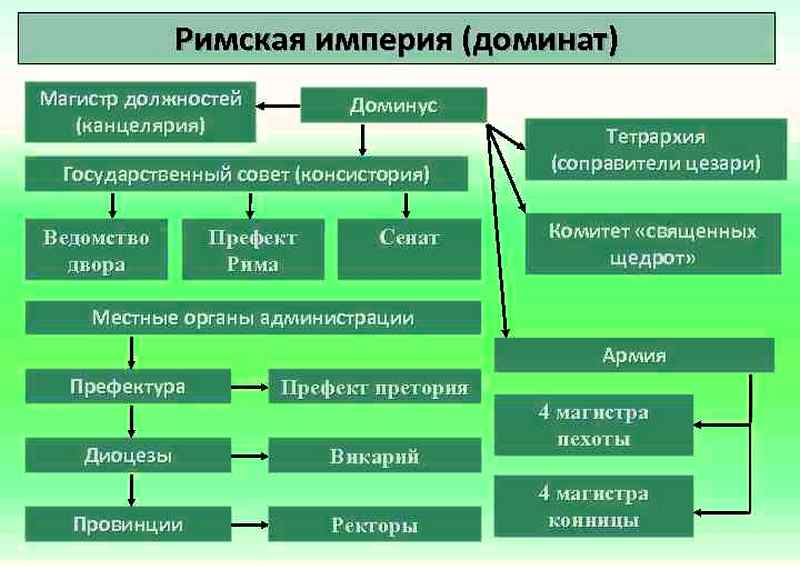 Римская империя (доминат)
Магистр должностей
(канцелярия)
Доминус
Тетрархия
(соправители цезари)
Государственный совет (консистория)
Ведомство
двора
Префект
Рима
Сенат
Комитет «священных
щедрот»
Местные органы администрации
Армия
Префектура
Префект претория
4 магистра
пехоты
Диоцезы
Викарий
4 магистра
конницы
Провинции
Ректоры